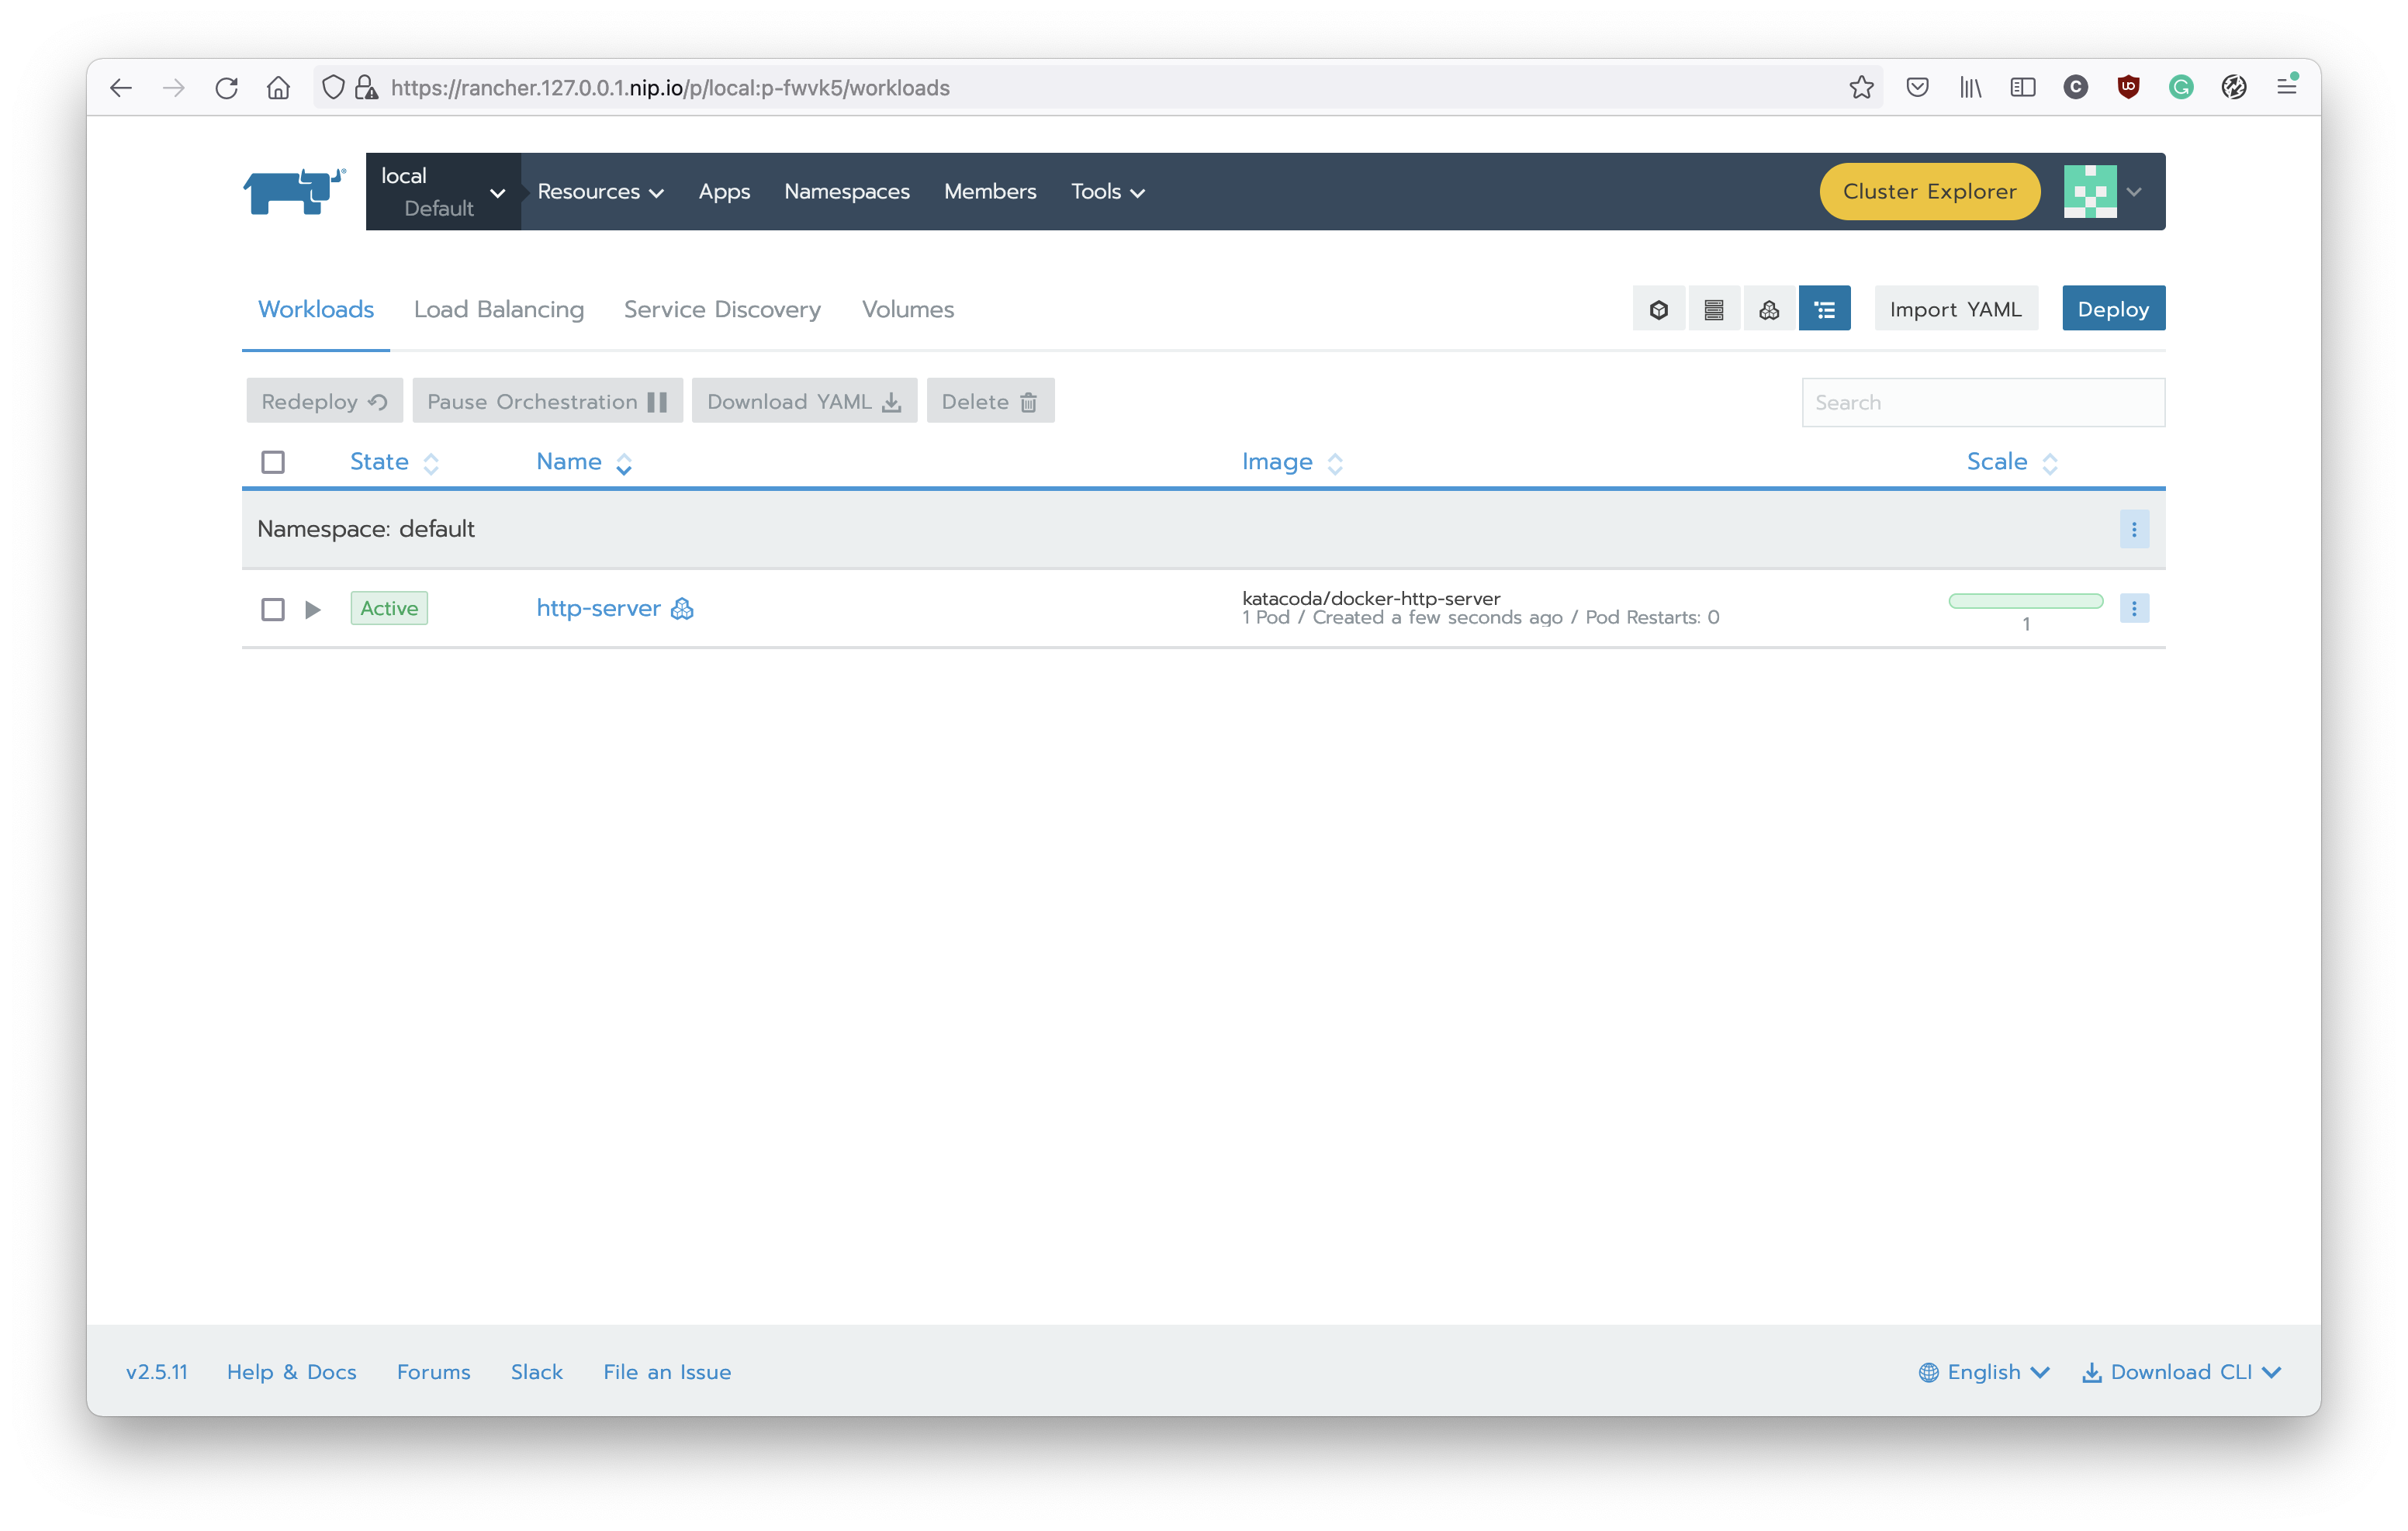 https://rancher.127.0.0.1.nip.io/p/local:p-fwvk5/workloads
local
Default
Resources
Apps
Namespaces
Members
Tools
Cluster Explorer
Workloads
Load Balancing
Service Discovery
Volumes
Import YAML
Deploy
Redeploy
Pause Orchestration
Download YAML
Delete
Search
State
Name
Image
Scale
Namespace: default
Active
http-server
katacoda/docker-http-server
1 Pod / Created a few seconds ago / Pod Restarts: 0
1
v2.5.11
Help & Docs
Forums
Slack
File an Issue
English
Download CLI